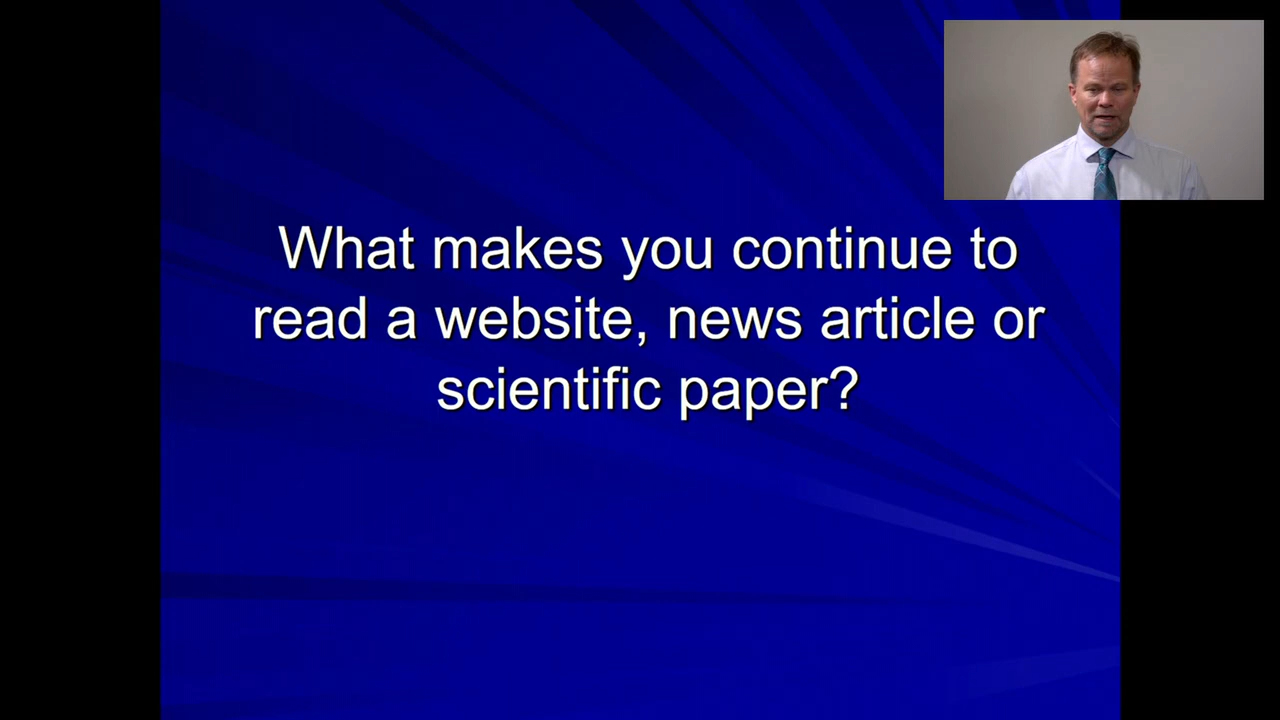 What makes you continue to
read a website, news article or
scientific paper?